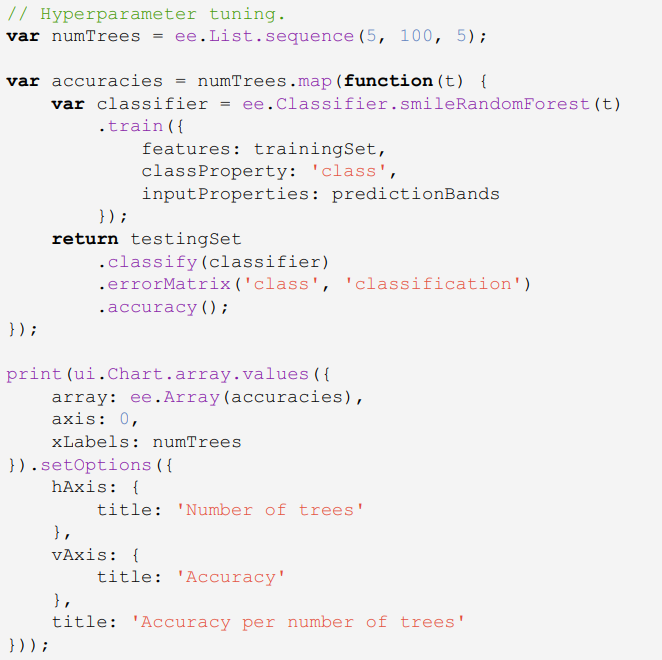 // Hyperparameter tuning.
var numTrees = ee.List.sequence(5, 100, 5);

var accuracies = numTrees.map(function(t) {
    var classifier = ee.Classifier.smileRandomForest(t)
        .train({
            features: trainingSet,
            classProperty: 'class',
            inputProperties: predictionBands
        });
    return testingSet
        .classify(classifier)
        .errorMatrix('class', 'classification')
        .accuracy();
});

print(ui.Chart.array.values({
    array: ee.Array(accuracies),
    axis: 0,
    xLabels: numTrees
}).setOptions({
    hAxis: {
        title: 'Number of trees'
    },
    vAxis: {
        title: 'Accuracy'
    },
    title: 'Accuracy per number of trees'
}));